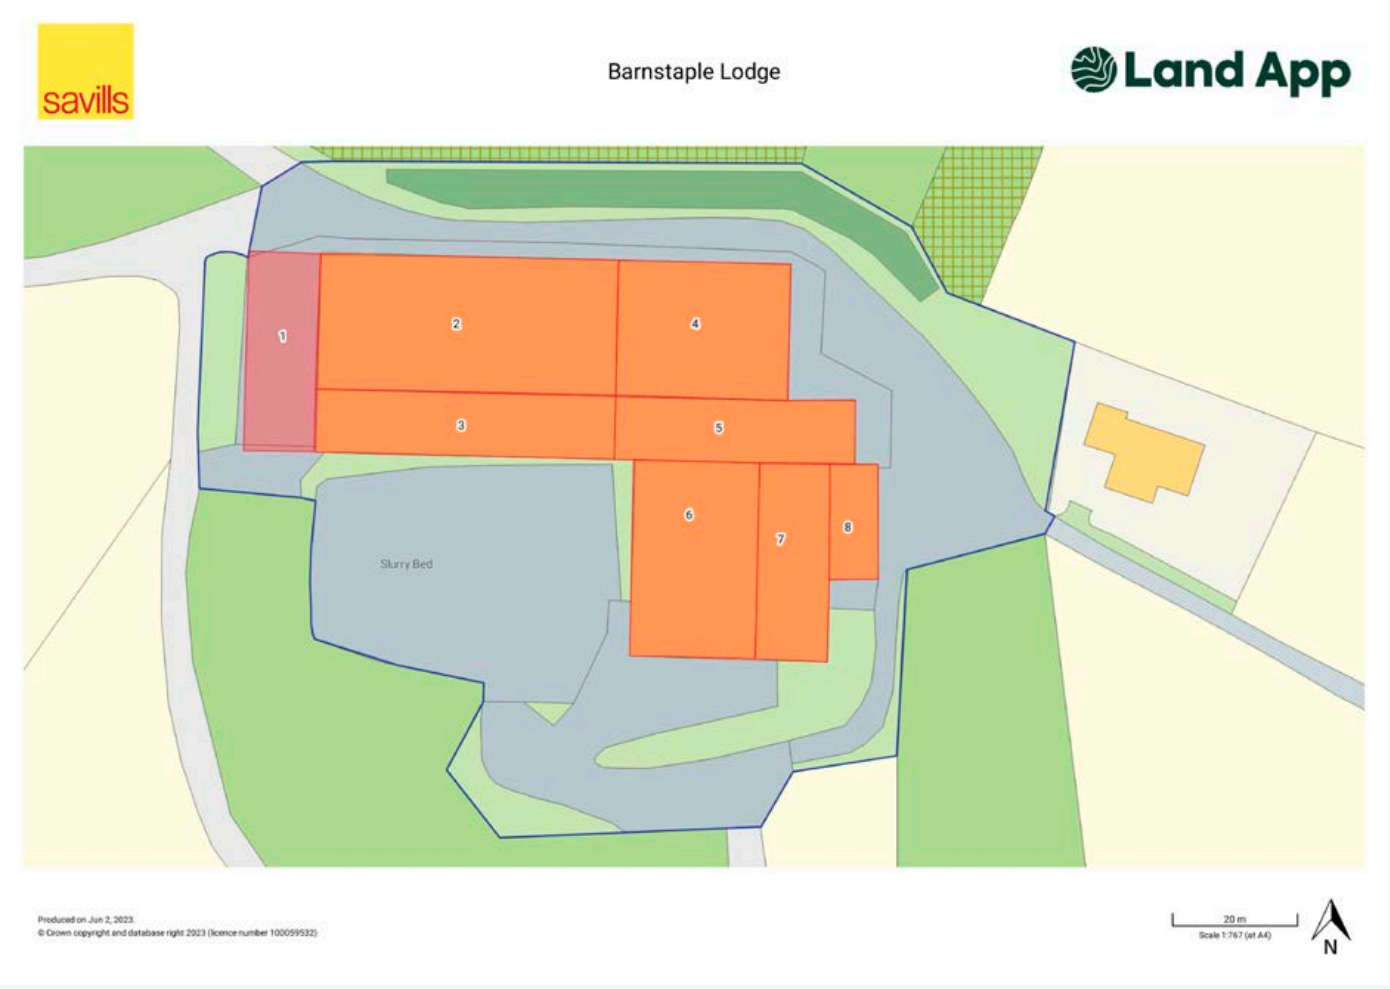 savills
Barnstaple Lodge
Land App
1
2
4
3
5
6
7
8
Slurry Bed
Produced on Jun 2, 2023.
© Crown copyright and database right 2023 (licence number 100059532)
20 m
Scale 1:767 (at A4)
N